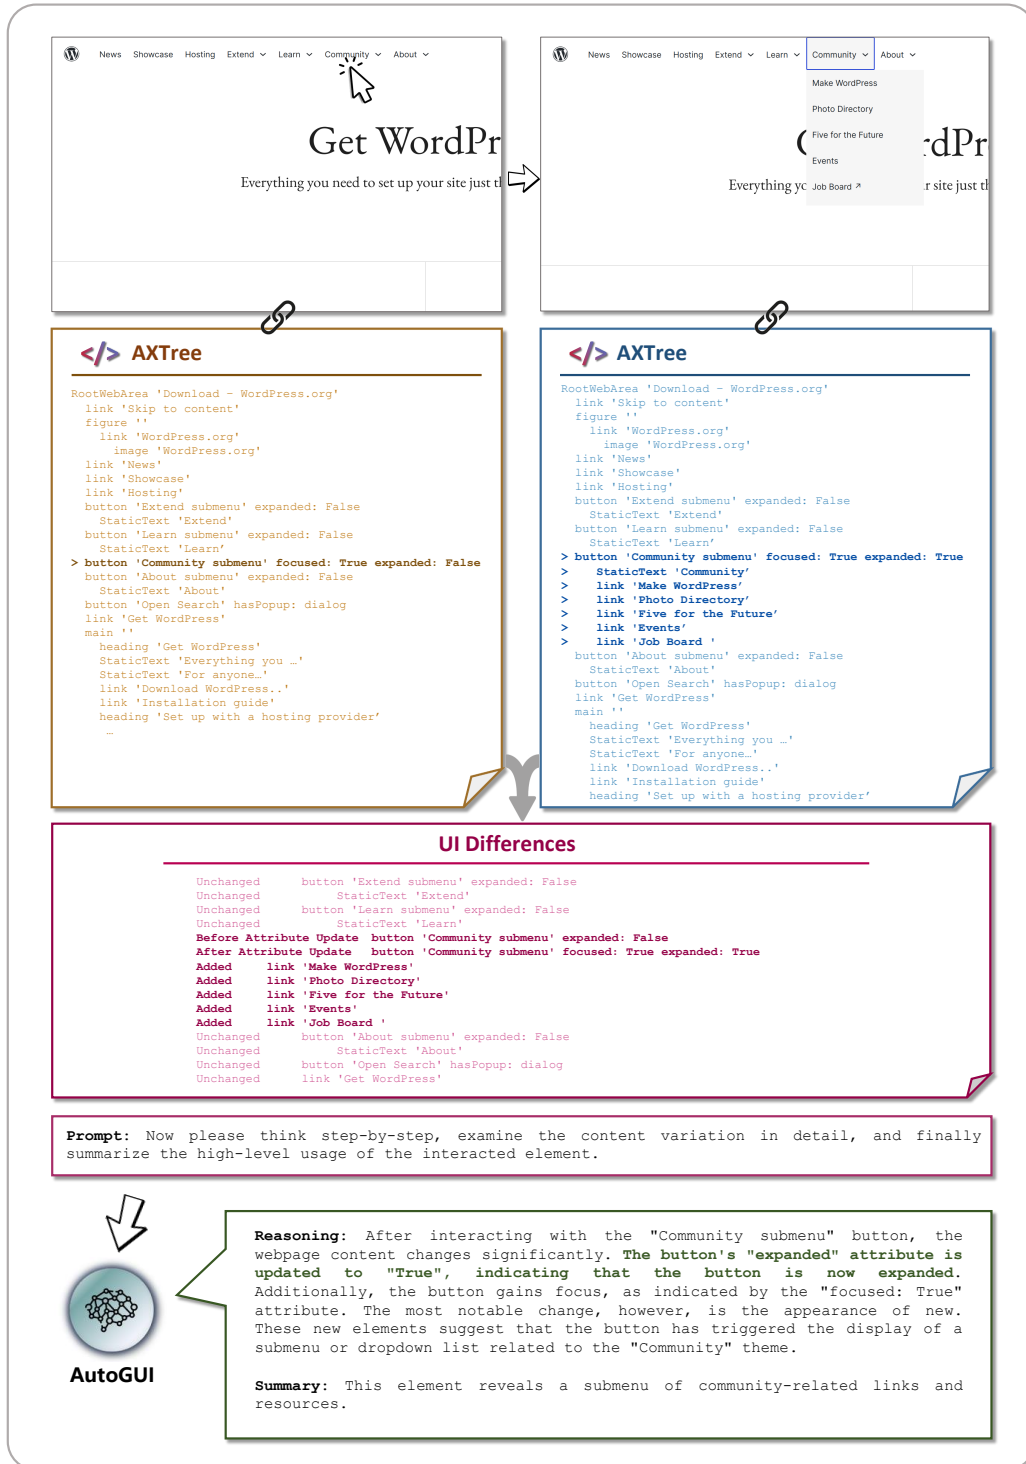 News Showcase Hosting Extend Learn Community About
Get WordPr
Everything you need to set up your site just th
News Showcase Hosting Extend Learn Community About
Make WordPress
Photo Directory
Five for the Future
Events
Job Board ↗
rdPr
Everything yo r site just th
</> AXTree
RootWebArea 'Download – WordPress.org'
link 'Skip to content'
figure ''
link 'WordPress.org'
image 'WordPress.org'
link 'News'
link 'Showcase'
link 'Hosting'
button 'Extend submenu' expanded: False
StaticText 'Extend'
button 'Learn submenu' expanded: False
StaticText 'Learn’
> button 'Community submenu' focused: True expanded: False
button 'About submenu' expanded: False
StaticText 'About'
button 'Open Search' hasPopup: dialog
link 'Get WordPress'
main ''
heading 'Get WordPress'
StaticText 'Everything you …'
StaticText 'For anyone…'
link 'Download WordPress..'
link 'Installation guide'
heading 'Set up with a hosting provider’
…
</> AXTree
RootWebArea 'Download – WordPress.org'
link 'Skip to content'
figure ''
link 'WordPress.org'
image 'WordPress.org'
link 'News'
link 'Showcase'
link 'Hosting'
button 'Extend submenu' expanded: False
StaticText 'Extend'
button 'Learn submenu' expanded: False
StaticText 'Learn’
> button 'Community submenu' focused: True expanded: True
> StaticText 'Community’
> link 'Make WordPress’
> link 'Photo Directory’
> link 'Five for the Future’
> link 'Events’
> link 'Job Board '
button 'About submenu' expanded: False
StaticText 'About'
button 'Open Search' hasPopup: dialog
link 'Get WordPress'
main ''
heading 'Get WordPress'
StaticText 'Everything you …'
StaticText 'For anyone…'
link 'Download WordPress..'
link 'Installation guide'
heading 'Set up with a hosting provider’
UI Differences
Unchanged button 'Extend submenu' expanded: False
Unchanged StaticText 'Extend'
Unchanged button 'Learn submenu' expanded: False
Unchanged StaticText 'Learn'
Before Attribute Update button 'Community submenu' expanded: False
After Attribute Update button 'Community submenu' focused: True expanded: True
Added link 'Make WordPress'
Added link 'Photo Directory'
Added link 'Five for the Future'
Added link 'Events'
Added link 'Job Board '
Unchanged button 'About submenu' expanded: False
Unchanged StaticText 'About'
Unchanged button 'Open Search' hasPopup: dialog
Unchanged link 'Get WordPress'
Prompt: Now please think step-by-step, examine the content variation in detail, and finally
summarize the high-level usage of the interacted element.
Reasoning: After interacting with the "Community submenu" button, the
webpage content changes significantly. The button's "expanded" attribute is
updated to "True", indicating that the button is now expanded.
Additionally, the button gains focus, as indicated by the "focused: True"
attribute. The most notable change, however, is the appearance of new.
These new elements suggest that the button has triggered the display of a
submenu or dropdown list related to the "Community" theme.
Summary: This element reveals a submenu of community-related links and
resources.
AutoGUI